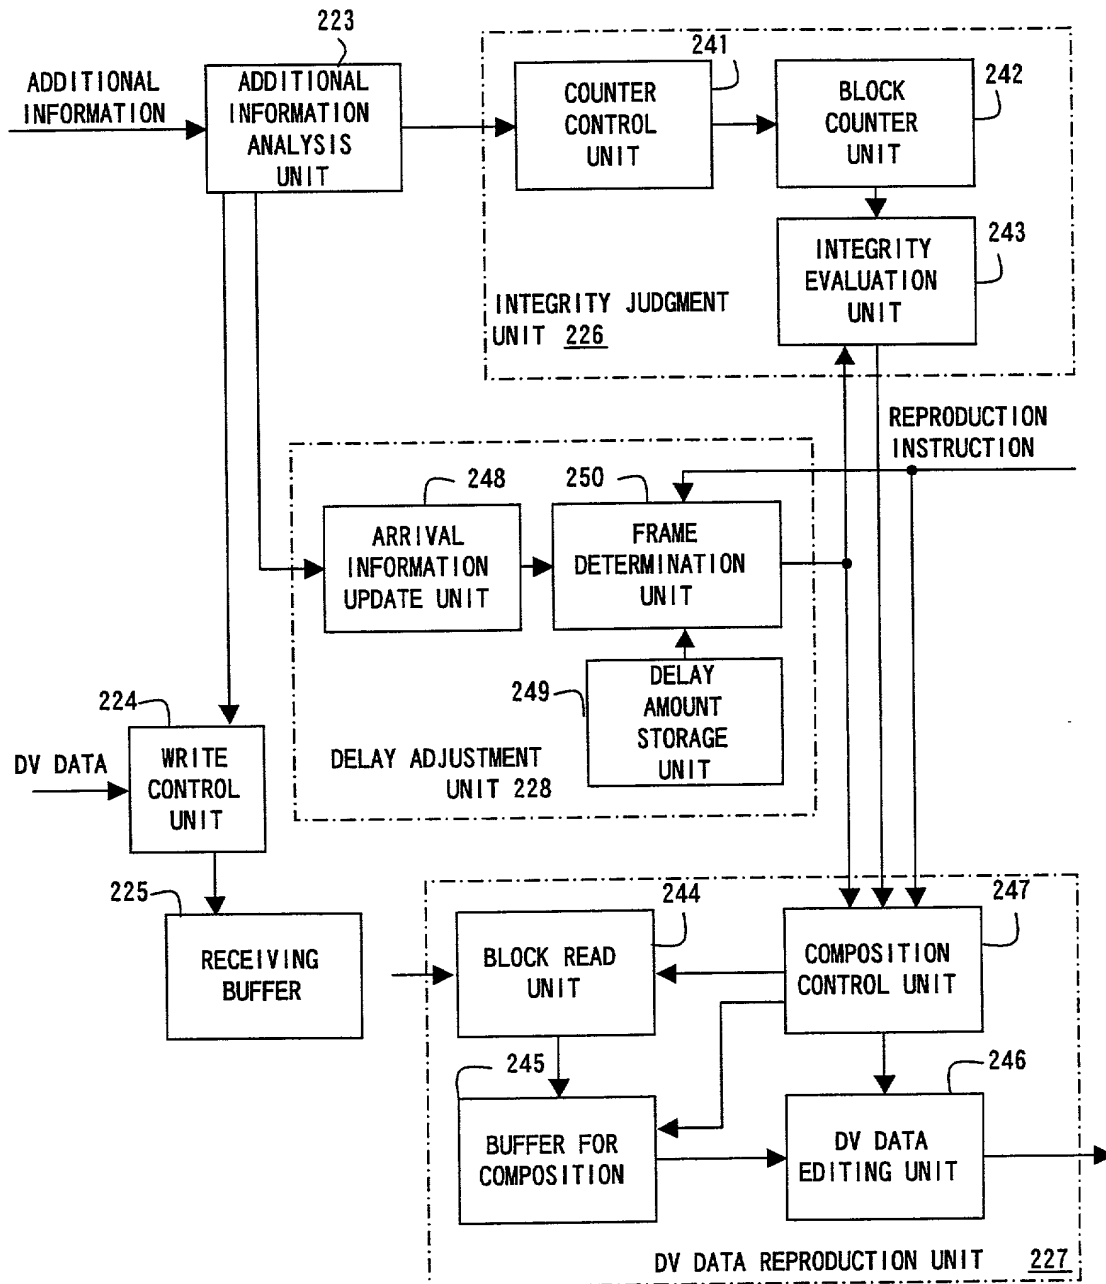 223
241
242
ADDITIONAL
INFORMATION
ADDITIONAL
INFORMATION
ANALYSIS
UNIT
COUNTER
CONTROL
UNIT
BLOCK
COUNTER
UNIT
243
INTEGRITY
EVALUATION
UNIT
INTEGRITY JUDGMENT
UNIT 226
REPRODUCTION
INSTRUCTION
248
250
ARRIVAL
INFORMATION
UPDATE UNIT
FRAME
DETERMINATION
UNIT
249
DELAY
AMOUNT
STORAGE
UNIT
DELAY ADJUSTMENT
UNIT 228
224
DV DATA
WRITE
CONTROL
UNIT
225
RECEIVING
BUFFER
244
247
BLOCK READ
UNIT
COMPOSITION
CONTROL UNIT
245
246
BUFFER FOR
COMPOSITION
DV DATA
EDITING UNIT
DV DATA REPRODUCTION UNIT 227